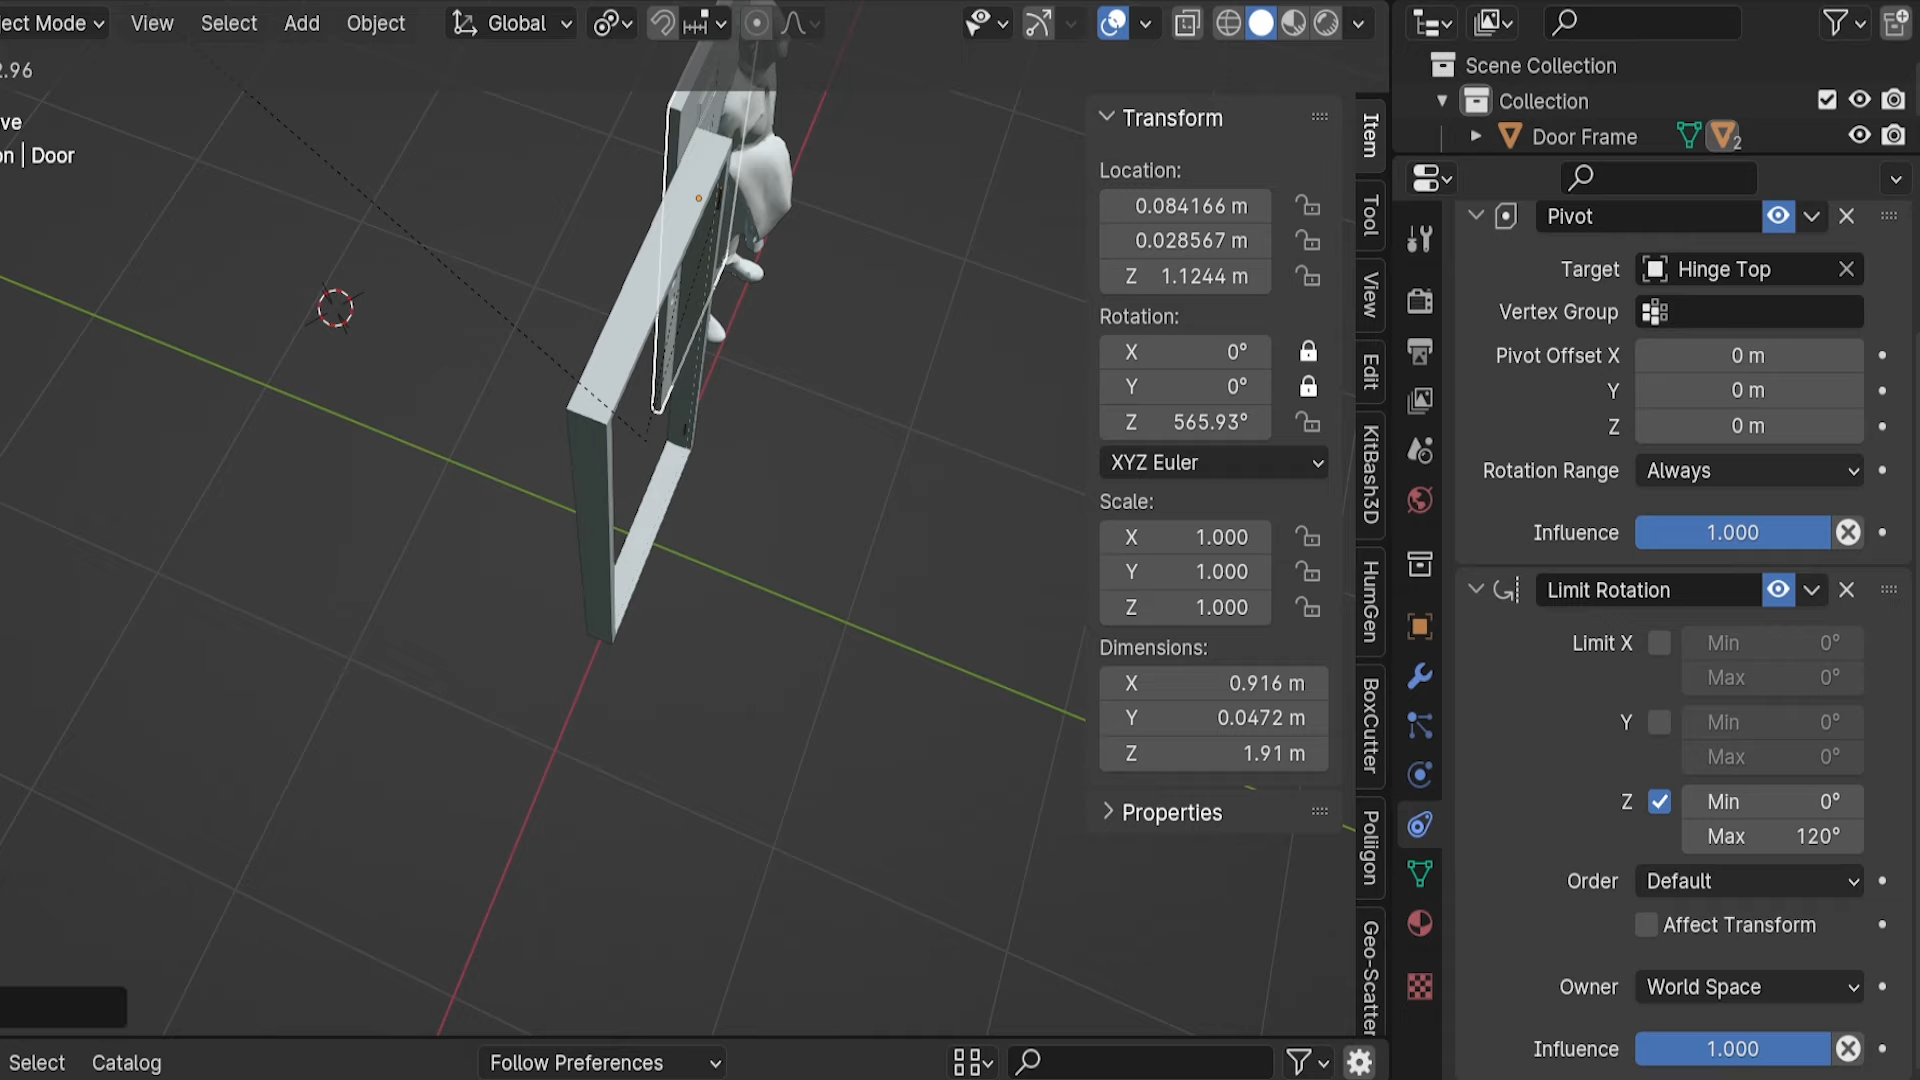 ject Mode View Select Add Object Global
2.96
ve
on | Door
Transform
Location:
0.084166 m
0.028567 m
Z 1.1244 m
Rotation:
X 0°
Y 0°
Z 565.93°
XYZ Euler
Scale:
X 1.000
Y 1.000
Z 1.000
Dimensions:
X 0.916 m
Y 0.0472 m
Z 1.91 m
Properties
Item
Tool
View
Edit
KitBash3D
HumGen
BoxCutter
Poliigon
Geo-Scatter
Scene Collection
Collection
Door Frame 2
Pivot
Target Hinge Top
Vertex Group
Pivot Offset X 0 m
Y 0 m
Z 0 m
Rotation Range Always
Influence 1.000
Limit Rotation
Limit X Min 0°
Max 0°
Y Min 0°
Max 0°
Z Min 0°
Max 120°
Order Default
Affect Transform
Owner World Space
Influence 1.000
Select Catalog Follow Preferences